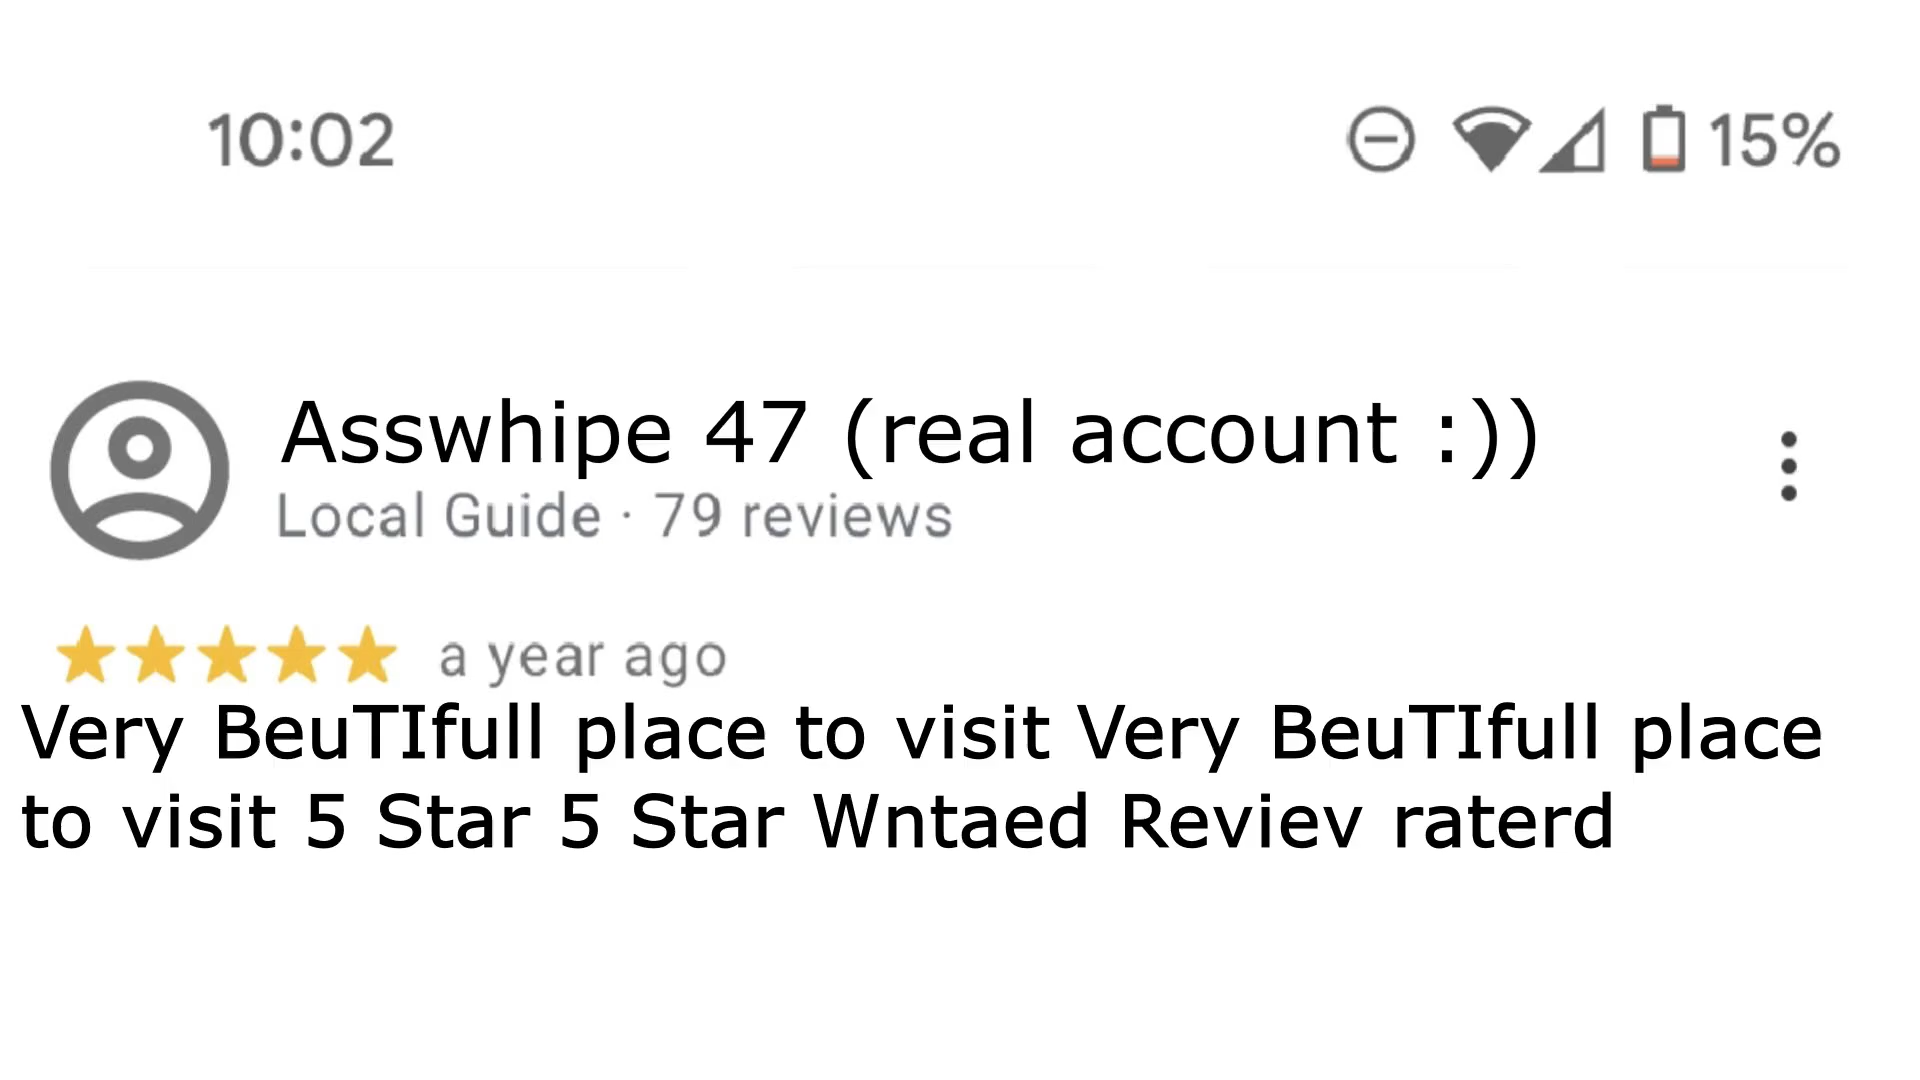 10:02 15%
Asswhipe 47 (real account :))
Local Guide · 79 reviews
a year ago
Very BeuTIfull place to visit Very BeuTIfull place
to visit 5 Star 5 Star Wntaed Reviev raterd